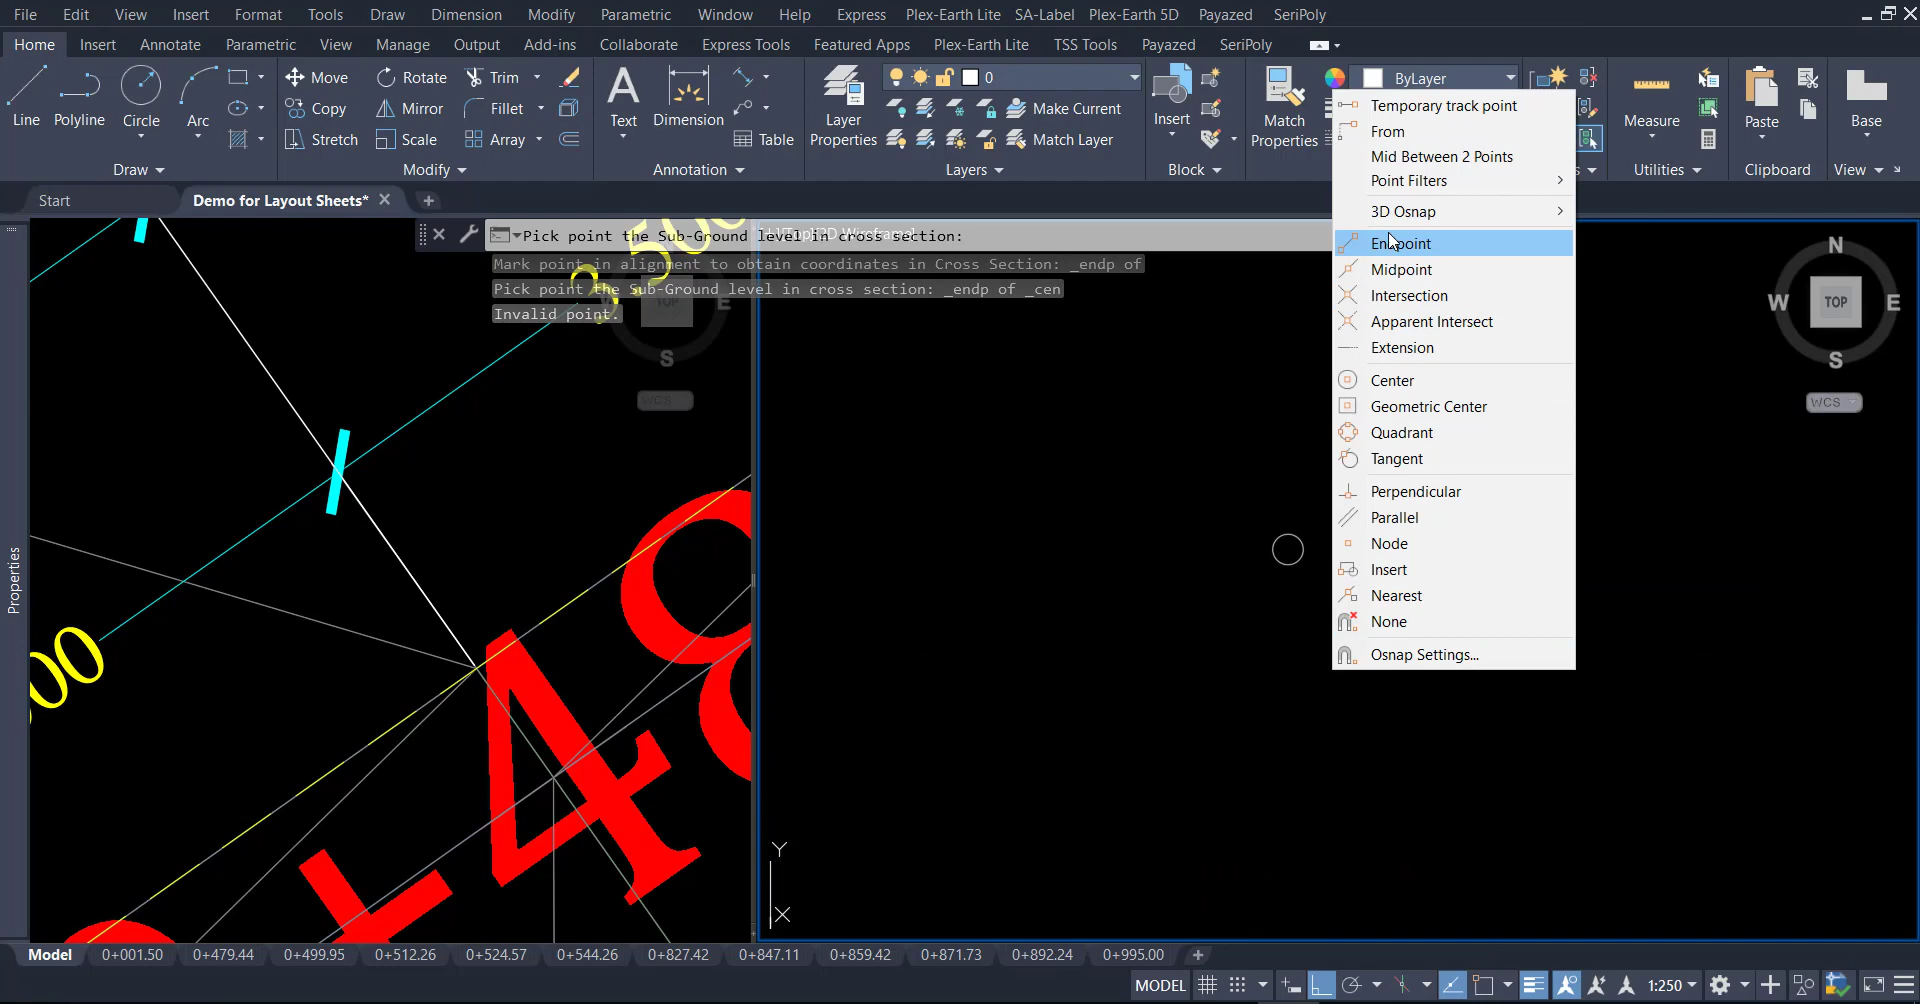 File Edit View Insert Format Tools Draw Dimension Modify Parametric Window Help Express Plex-Earth Lite SA-Label Plex-Earth 5D Payazed SeriPoly
Home Insert Annotate Parametric View Manage Output Add-ins Collaborate Express Tools Featured Apps Plex-Earth Lite TSS Tools Payazed SeriPoly
Line Polyline Circle Arc
Draw
Move Rotate Trim
Copy Mirror Fillet
Stretch Scale Array
Modify
Text Dimension Table
Annotation
Layer Properties
0
Make Current
Match Layer
Layers
Insert
Block
Match Properties
ByLayer
Measure
Utilities
Paste
Clipboard
Base
View
Start Demo for Layout Sheets*
Pick point the Sub-Ground level in cross section:
Mark point in alignment to obtain coordinates in Cross Section: _endp of
Pick point the Sub-Ground level in cross section: _endp of _cen
Invalid point.
[-][Top][2D Wireframe]
3.500
TOP
E
S
WCS
Temporary track point
From
Mid Between 2 Points
Point Filters
3D Osnap
Endpoint
Midpoint
Intersection
Apparent Intersect
Extension
Center
Geometric Center
Quadrant
Tangent
Perpendicular
Parallel
Node
Insert
Nearest
None
Osnap Settings...
N
W TOP E
S
WCS
Properties
00
+48
Y
X
Model 0+001.50 0+479.44 0+499.95 0+512.26 0+524.57 0+544.26 0+827.42 0+847.11 0+859.42 0+871.73 0+892.24 0+995.00
MODEL 1:250